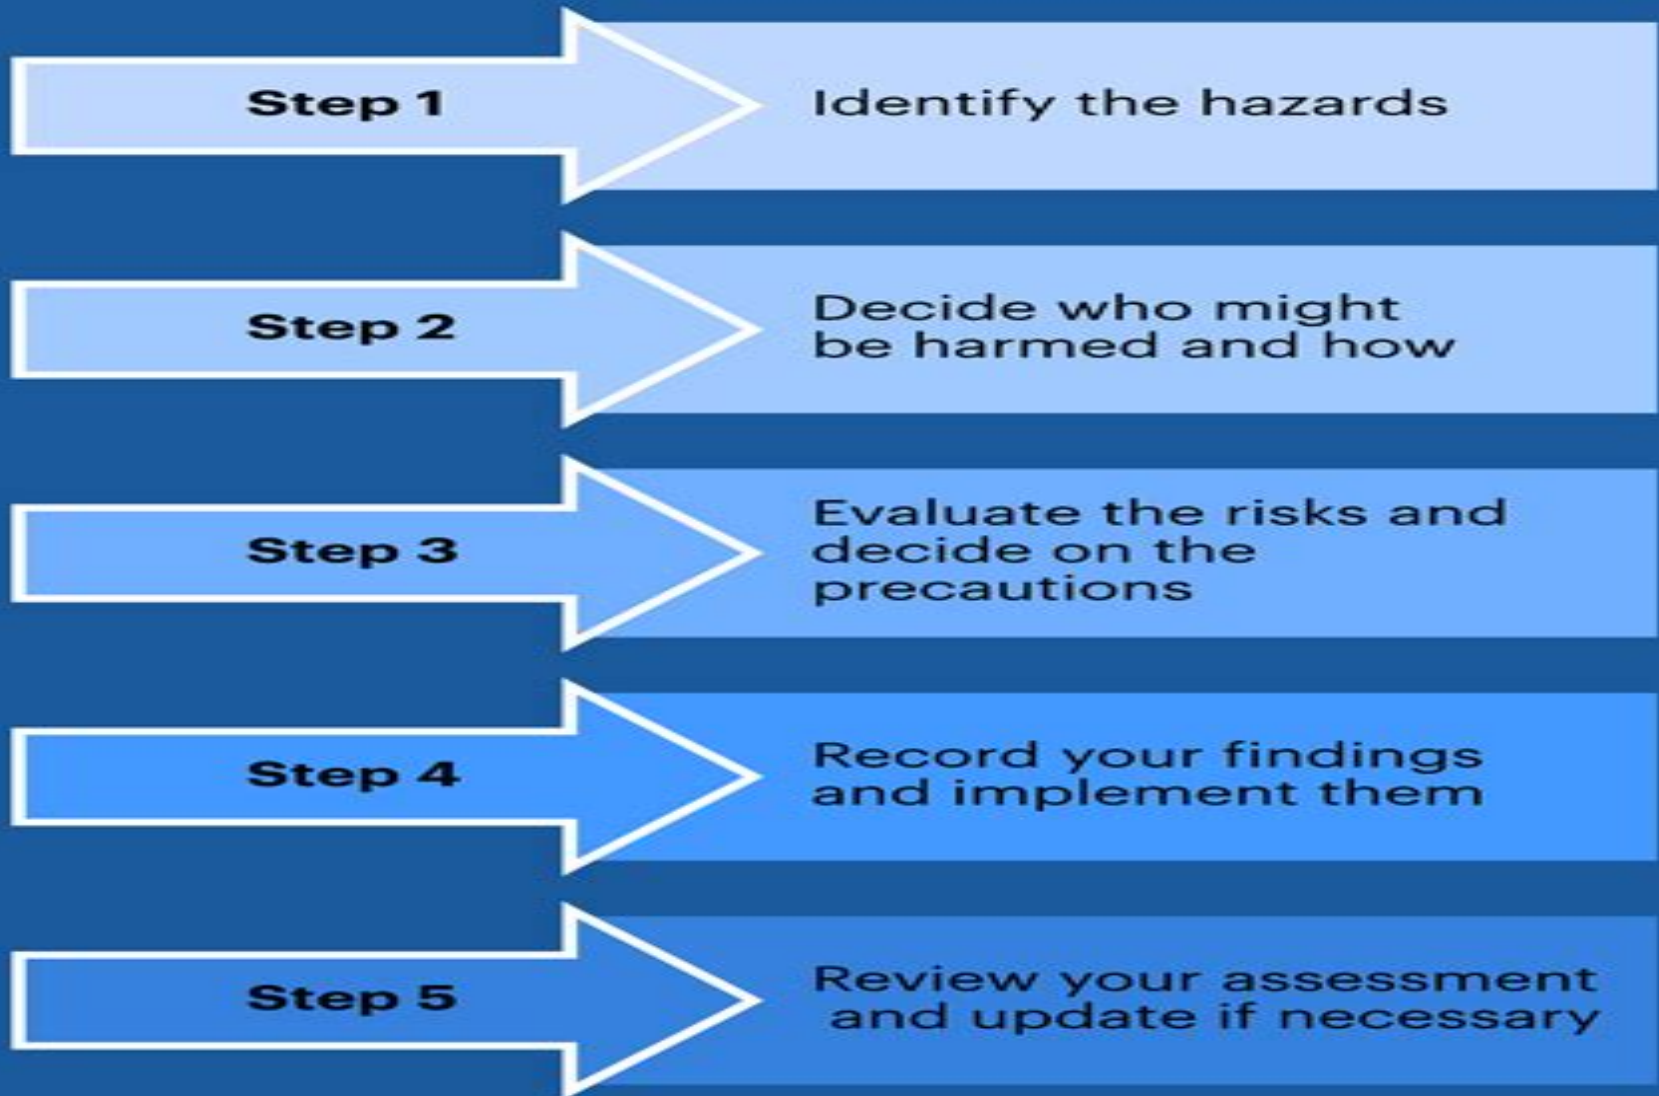 Step 1
Identify the hazards
Step 2
Decide who might
be harmed and how
Step 3
Evaluate the risks and
decide on the
precautions
Step 4
Record your findings
and implement them
Step 5
Review your assessment
and update if necessary